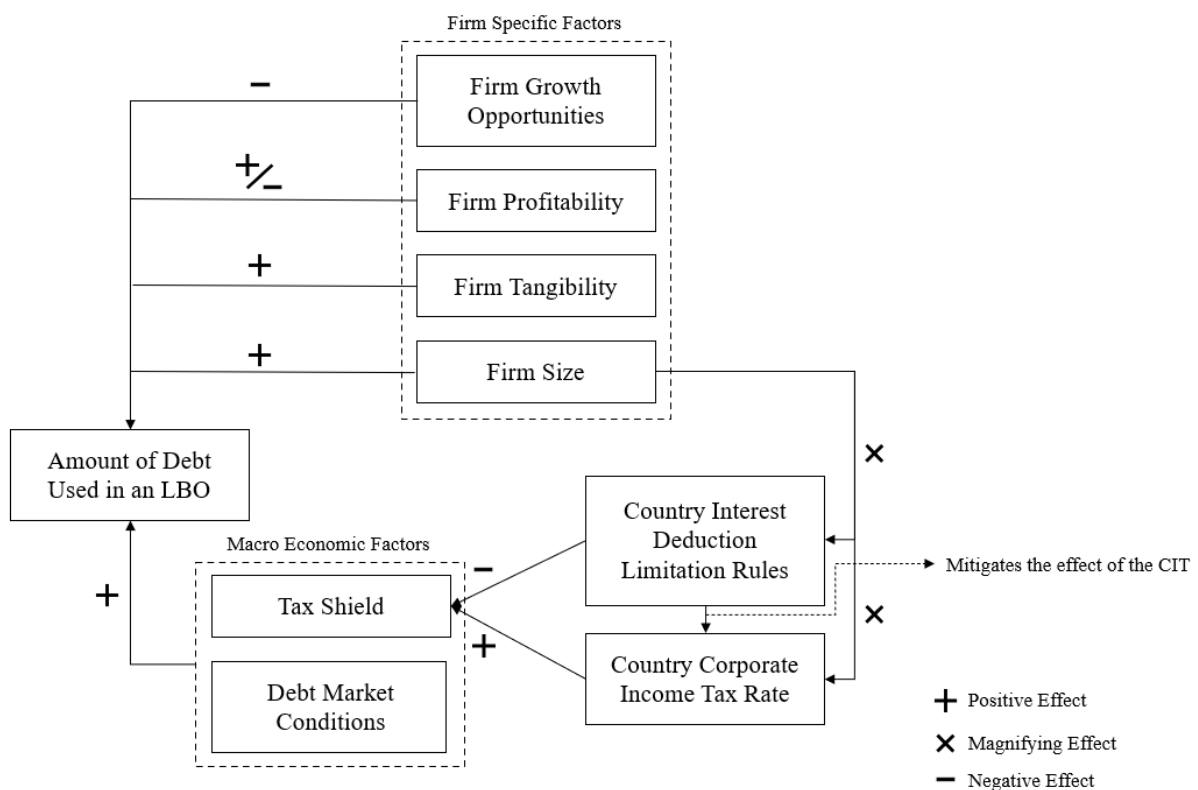 Firm Specific Factors
Firm Growth
Opportunities
−
+/−
Firm Profitability
+
Firm Tangibility
+
Firm Size
Amount of Debt
Used in an LBO
×
Country Interest
Deduction
Limitation Rules
Macro Economic Factors
−
Mitigates the effect of the CIT
+
Tax Shield
×
+
Country Corporate
Income Tax Rate
Debt Market
Conditions
+ Positive Effect
× Magnifying Effect
− Negative Effect